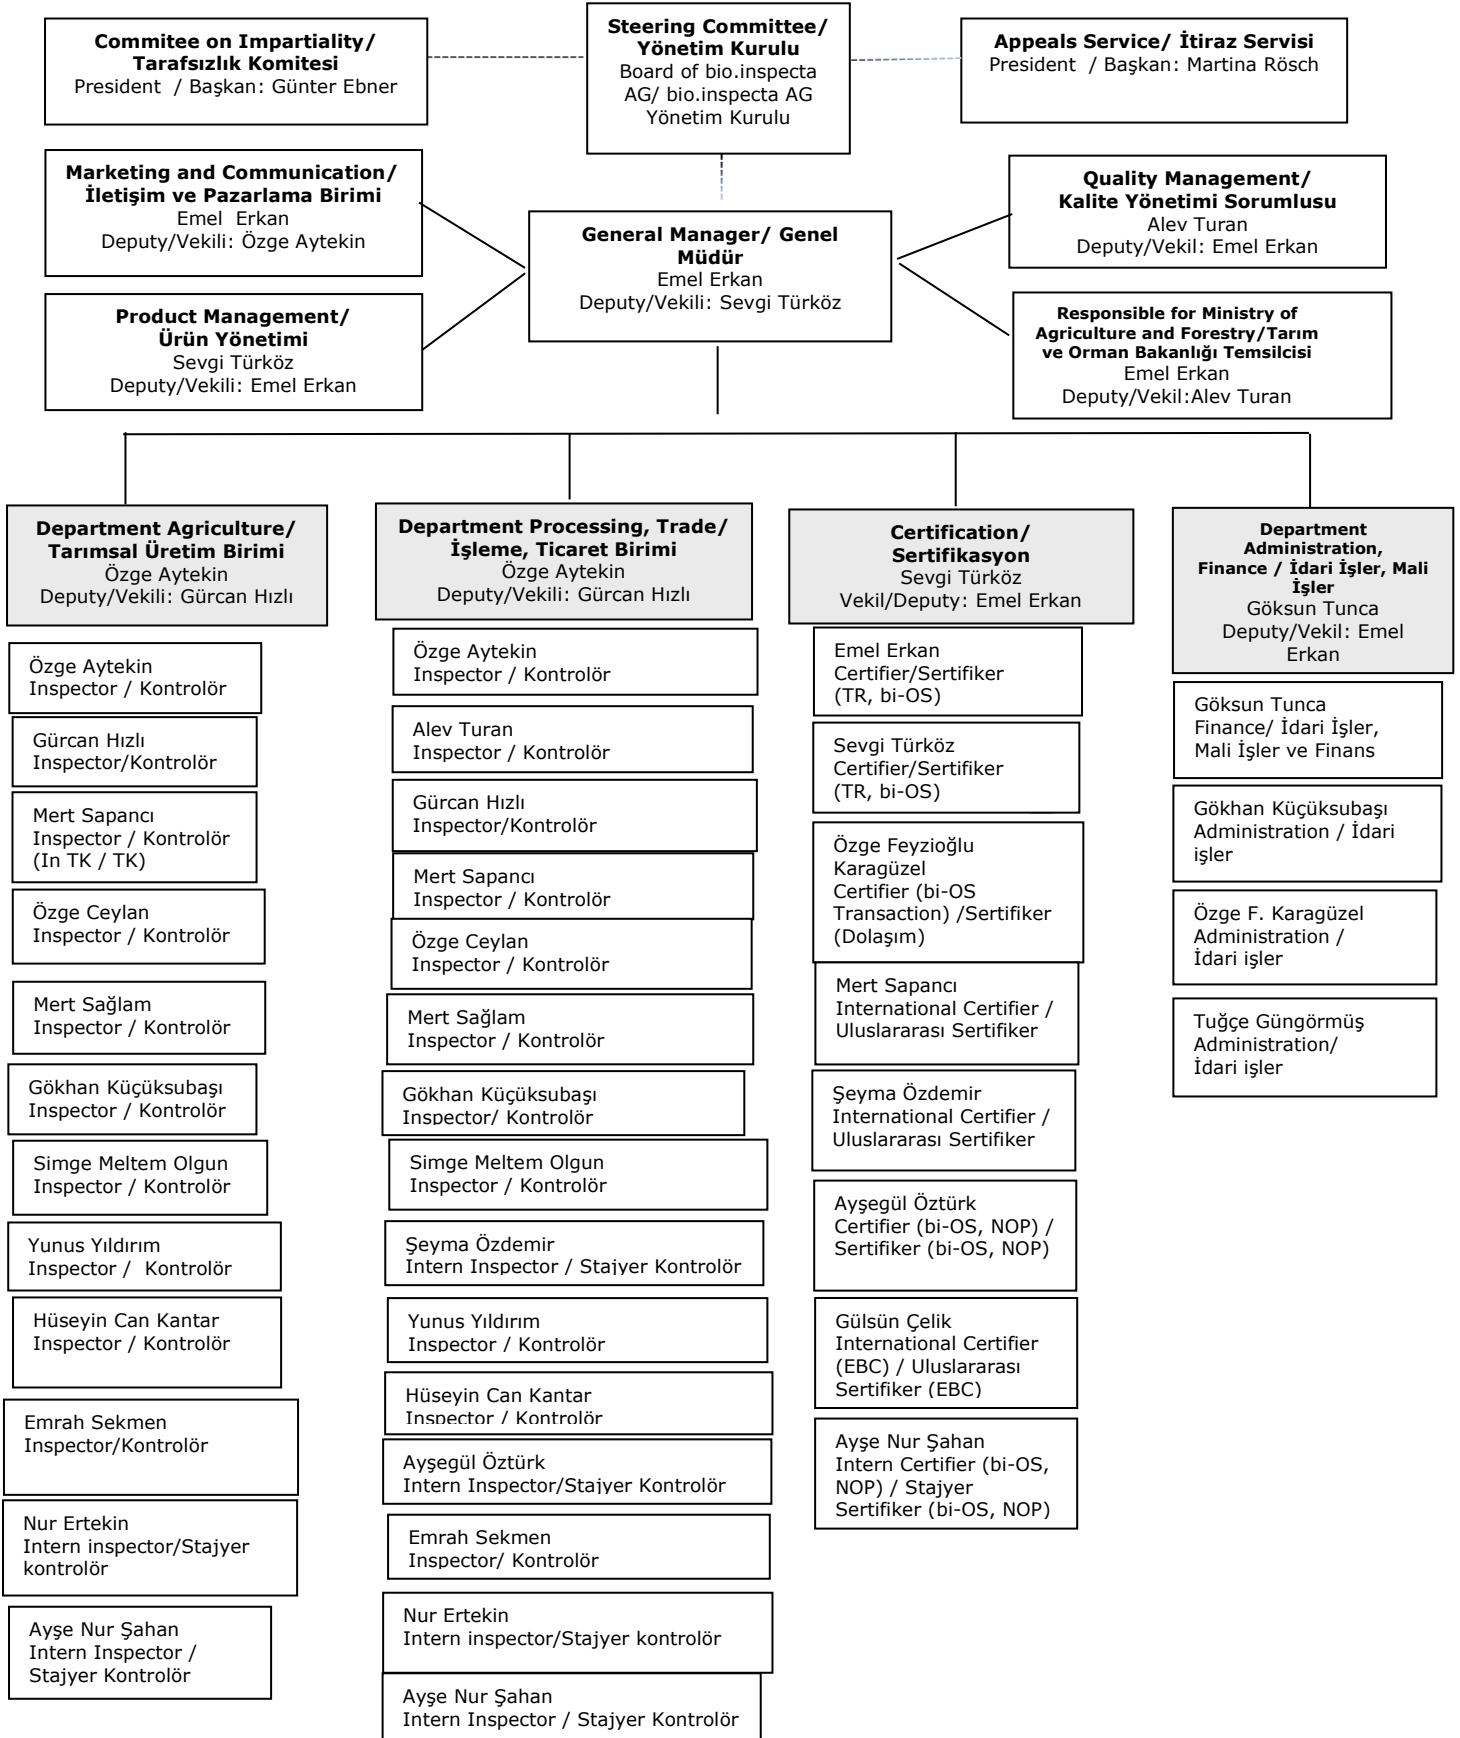 Commitee on Impartiality/
Tarafsızlık Komitesi
President / Başkan: Günter Ebner
Steering Committee/
Yönetim Kurulu
Board of bio.inspecta
AG/ bio.inspecta AG
Yönetim Kurulu
Appeals Service/ İtiraz Servisi
President / Başkan: Martina Rösch
Marketing and Communication/
İletişim ve Pazarlama Birimi
Emel Erkan
Deputy/Vekili: Özge Aytekin
Quality Management/
Kalite Yönetimi Sorumlusu
Alev Turan
Deputy/Vekil: Emel Erkan
General Manager/ Genel
Müdür
Emel Erkan
Deputy/Vekili: Sevgi Türköz
Product Management/
Ürün Yönetimi
Sevgi Türköz
Deputy/Vekili: Emel Erkan
Responsible for Ministry of
Agriculture and Forestry/Tarım
ve Orman Bakanlığı Temsilcisi
Emel Erkan
Deputy/Vekil:Alev Turan
Department Agriculture/
Tarımsal Üretim Birimi
Özge Aytekin
Deputy/Vekili: Gürcan Hızlı
Özge Aytekin
Inspector / Kontrolör
Gürcan Hızlı
Inspector/Kontrolör
Mert Sapancı
Inspector / Kontrolör
(In TK / TK)
Özge Ceylan
Inspector / Kontrolör
Mert Sağlam
Inspector / Kontrolör
Gökhan Küçüksubaşı
Inspector / Kontrolör
Simge Meltem Olgun
Inspector / Kontrolör
Yunus Yıldırım
Inspector / Kontrolör
Hüseyin Can Kantar
Inspector / Kontrolör
Emrah Sekmen
Inspector/Kontrolör
Nur Ertekin
Intern inspector/Stajyer
kontrolör
Ayşe Nur Şahan
Intern Inspector /
Stajyer Kontrolör
Department Processing, Trade/
İşleme, Ticaret Birimi
Özge Aytekin
Deputy/Vekili: Gürcan Hızlı
Özge Aytekin
Inspector / Kontrolör
Alev Turan
Inspector / Kontrolör
Gürcan Hızlı
Inspector/Kontrolör
Mert Sapancı
Inspector / Kontrolör
Özge Ceylan
Inspector / Kontrolör
Mert Sağlam
Inspector / Kontrolör
Gökhan Küçüksubaşı
Inspector/ Kontrolör
Simge Meltem Olgun
Inspector / Kontrolör
Şeyma Özdemir
Intern Inspector / Stajyer Kontrolör
Yunus Yıldırım
Inspector / Kontrolör
Hüseyin Can Kantar
Inspector / Kontrolör
Ayşegül Öztürk
Intern Inspector/Stajyer Kontrolör
Emrah Sekmen
Inspector/ Kontrolör
Nur Ertekin
Intern inspector/Stajyer kontrolör
Ayşe Nur Şahan
Intern Inspector / Stajyer Kontrolör
Certification/
Sertifikasyon
Sevgi Türköz
Vekil/Deputy: Emel Erkan
Emel Erkan
Certifier/Sertifiker
(TR, bi-OS)
Sevgi Türköz
Certifier/Sertifiker
(TR, bi-OS)
Özge Feyzioğlu
Karagüzel
Certifier (bi-OS
Transaction) /Sertifiker
(Dolaşım)
Mert Sapancı
International Certifier /
Uluslararası Sertifiker
Şeyma Özdemir
International Certifier /
Uluslararası Sertifiker
Ayşegül Öztürk
Certifier (bi-OS, NOP) /
Sertifiker (bi-OS, NOP)
Gülsün Çelik
International Certifier
(EBC) / Uluslararası
Sertifiker (EBC)
Ayşe Nur Şahan
Intern Certifier (bi-OS,
NOP) / Stajyer
Sertifiker (bi-OS, NOP)
Department
Administration,
Finance / İdari İşler, Mali
İşler
Göksun Tunca
Deputy/Vekil: Emel
Erkan
Göksun Tunca
Finance/ İdari İşler,
Mali İşler ve Finans
Gökhan Küçüksubaşı
Administration / İdari
işler
Özge F. Karagüzel
Administration /
İdari işler
Tuğçe Güngörmüş
Administration/
İdari işler